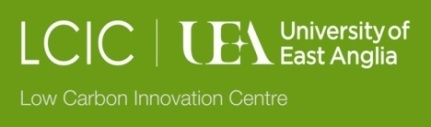 LCIC | UEA University of
East Anglia
Low Carbon Innovation Centre